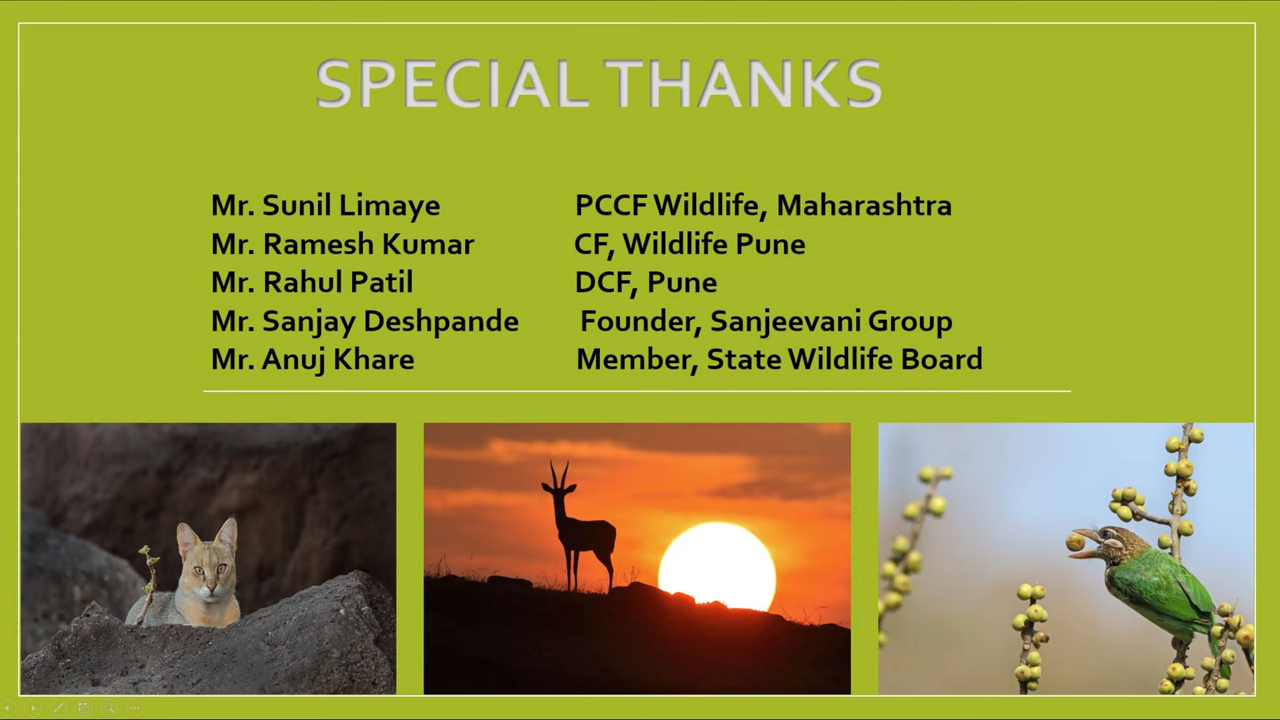 SPECIAL THANKS
Mr. Sunil Limaye PCCF Wildlife, Maharashtra
Mr. Ramesh Kumar CF, Wildlife Pune
Mr. Rahul Patil DCF, Pune
Mr. Sanjay Deshpande Founder, Sanjeevani Group
Mr. Anuj Khare Member, State Wildlife Board